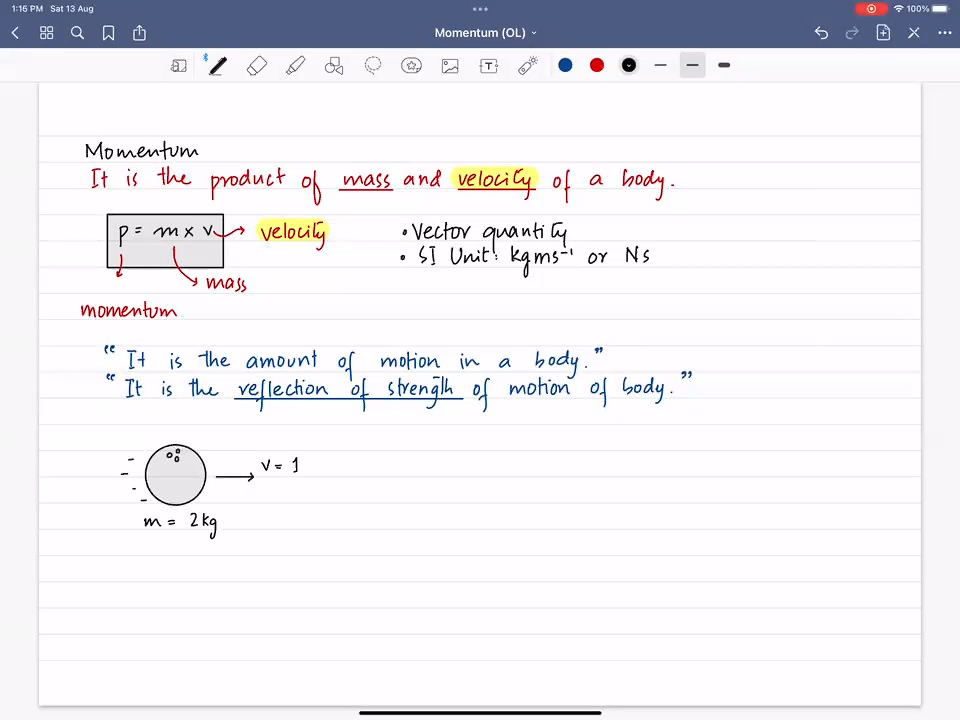 1:16 PM Sat 13 Aug
100%
Momentum (OL)
Momentum
It is the product of mass and velocity of a body.
p = m x v → velocity
• Vector quantity
• SI Unit: kgms⁻¹ or Ns
mass
momentum
“ It is the amount of motion in a body.”
“ It is the reflection of strength of motion of body.”
v = 1
m = 2kg